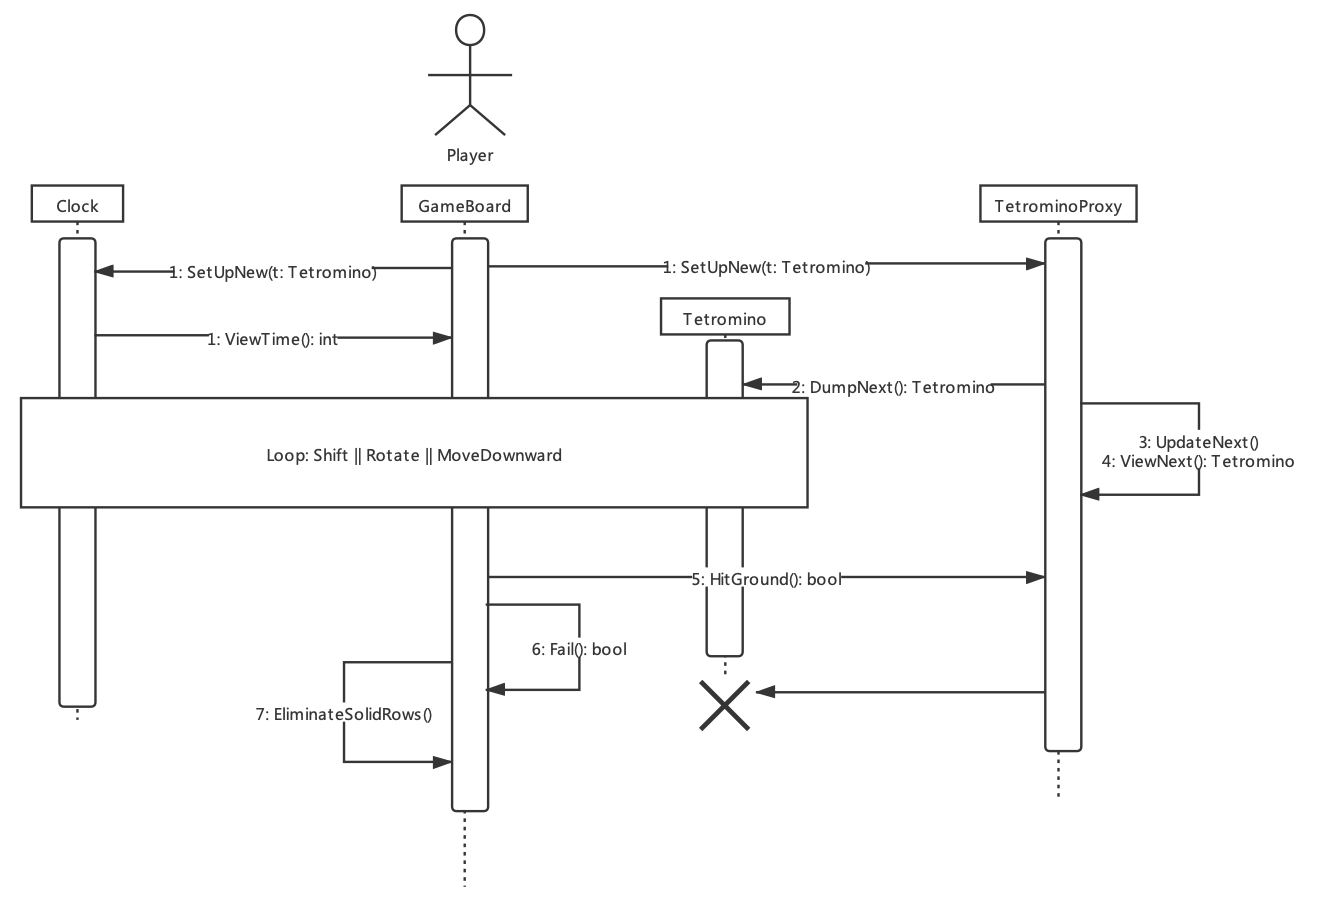 Player
Clock
GameBoard
TetrominoProxy
1: SetUpNew(t: Tetromino)
1: SetUpNew(t: Tetromino)
Tetromino
1: ViewTime(): int
2: DumpNext(): Tetromino
3: UpdateNext()
4: ViewNext(): Tetromino
Loop: Shift || Rotate || MoveDownward
5: HitGround(): bool
6: Fail(): bool
7: EliminateSolidRows()